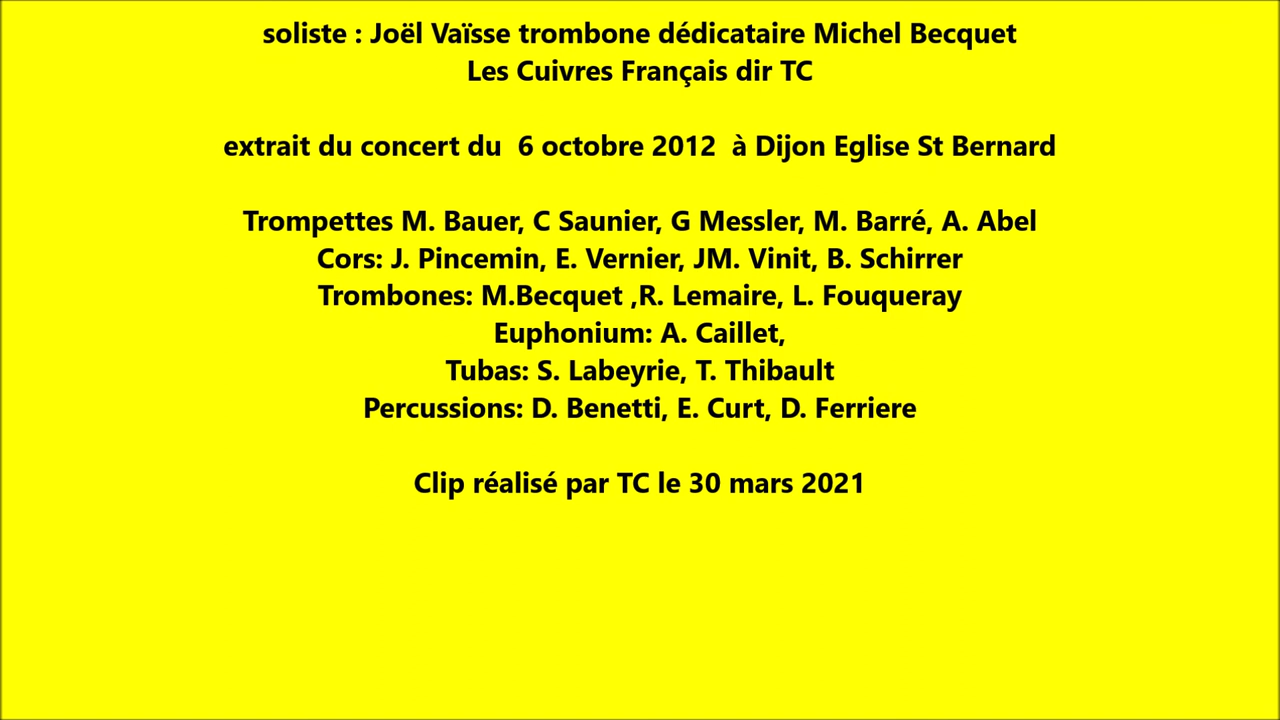 soliste : Joël Vaïsse trombone dédicataire Michel Becquet
Les Cuivres Français dir TC
extrait du concert du  6 octobre 2012  à Dijon Eglise St Bernard
Trompettes M. Bauer, C Saunier, G Messler, M. Barré, A. Abel
Cors: J. Pincemin, E. Vernier, JM. Vinit, B. Schirrer
Trombones: M.Becquet ,R. Lemaire, L. Fouqueray
Euphonium: A. Caillet,
Tubas: S. Labeyrie, T. Thibault
Percussions: D. Benetti, E. Curt, D. Ferriere
Clip réalisé par TC le 30 mars 2021